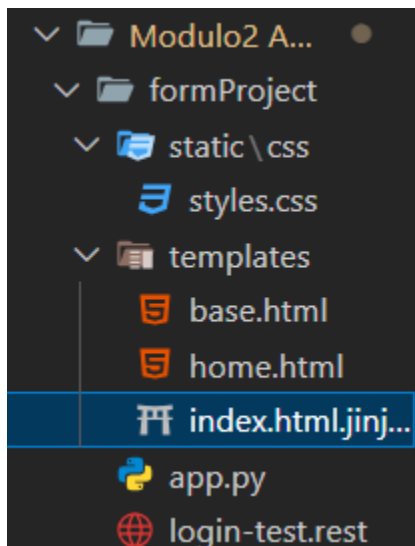 Modulo2 A...
formProject
static\css
styles.css
templates
base.html
home.html
index.html.jinj...
app.py
login-test.rest